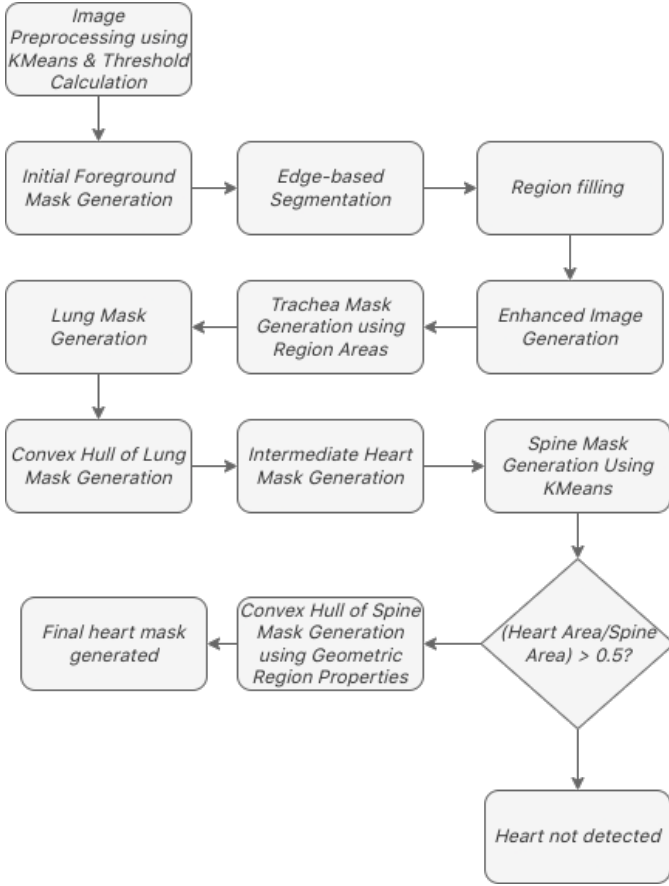 Image
Preprocessing using
KMeans & Threshold
Calculation
Initial Foreground
Mask Generation
Edge-based
Segmentation
Region filling
Lung Mask
Generation
Trachea Mask
Generation using
Region Areas
Enhanced Image
Generation
Convex Hull of Lung
Mask Generation
Intermediate Heart
Mask Generation
Spine Mask
Generation Using
KMeans
Final heart mask
generated
Convex Hull of Spine
Mask Generation
using Geometric
Region Properties
(Heart Area/Spine
Area) > 0.5?
Heart not detected